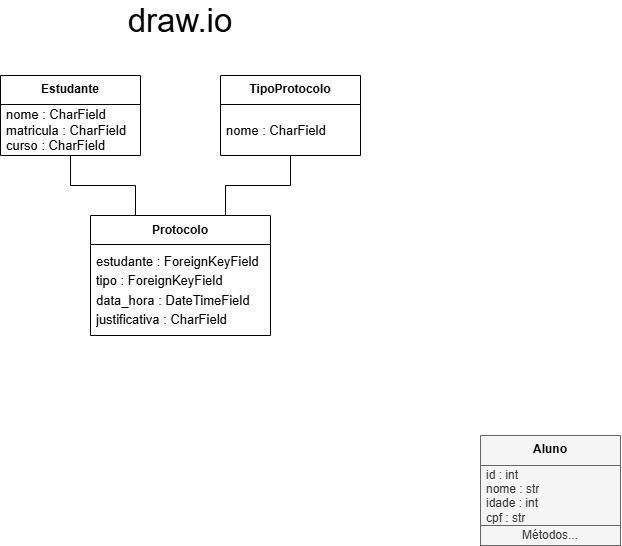 draw.io
Estudante
nome : CharField
matricula : CharField
curso : CharField
TipoProtocolo
nome : CharField
Protocolo
estudante : ForeignKeyField
tipo : ForeignKeyField
data_hora : DateTimeField
justificativa : CharField
Aluno
id : int
nome : str
idade : int
cpf : str
Métodos...